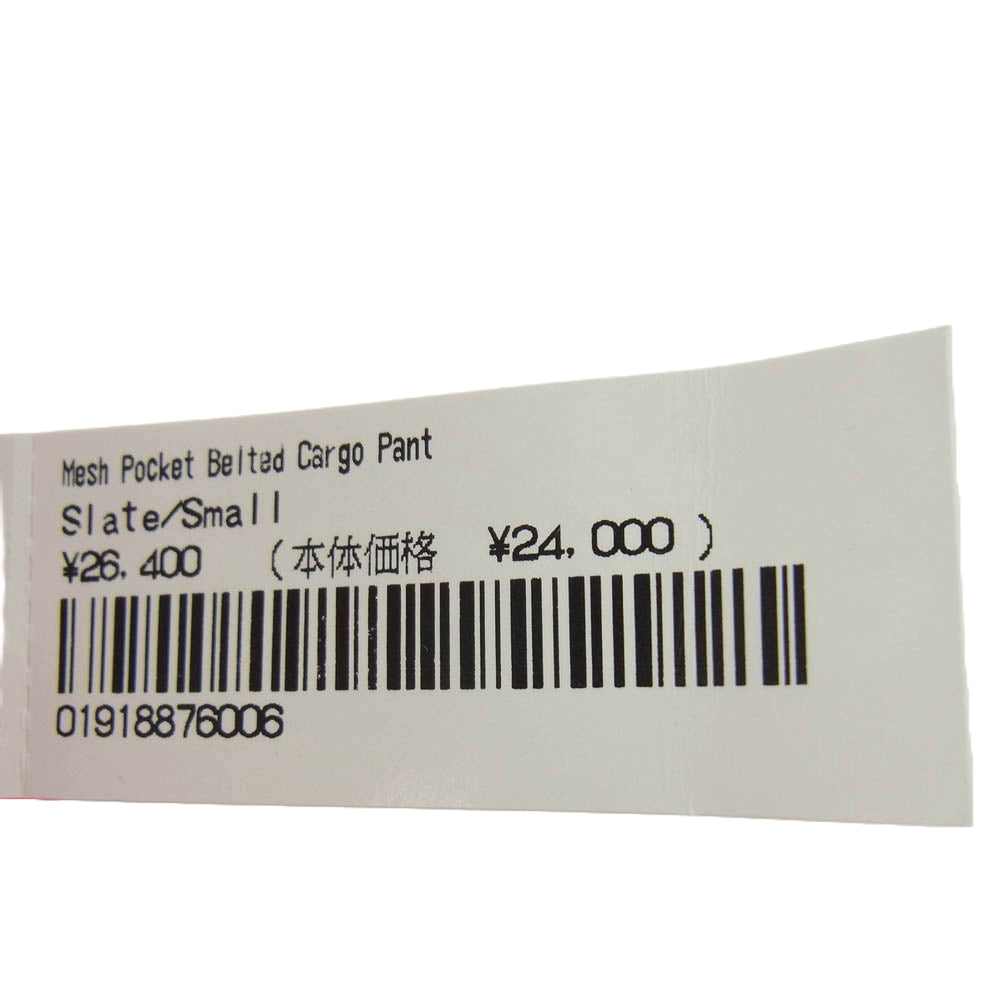 Mesh Pocket Belted Cargo Pant
Slate/Small
¥26,400 (本体価格 ¥24,000)
01918876006